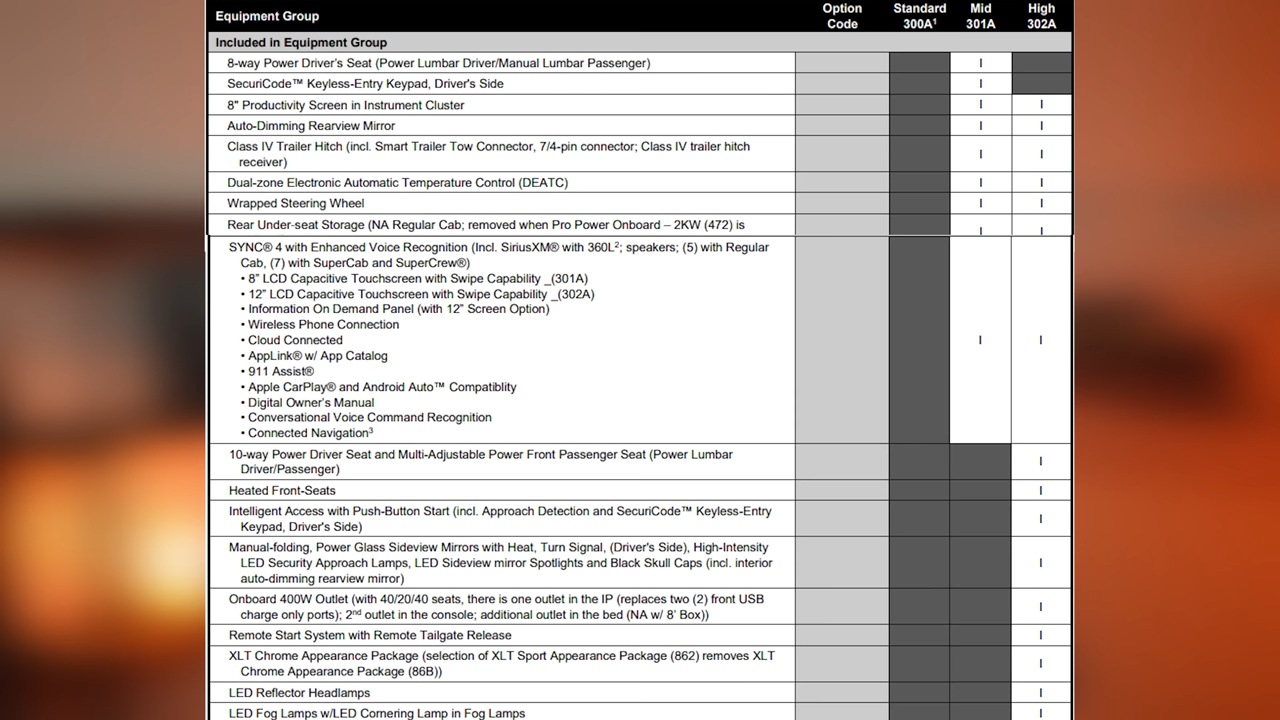 Equipment Group Option Code Standard 300A¹ Mid 301A High 302A
Included in Equipment Group
8-way Power Driver's Seat (Power Lumbar Driver/Manual Lumbar Passenger) I
SecuriCode™ Keyless-Entry Keypad, Driver's Side I
8" Productivity Screen in Instrument Cluster I I
Auto-Dimming Rearview Mirror I I
Class IV Trailer Hitch (incl. Smart Trailer Tow Connector, 7/4-pin connector; Class IV trailer hitch
receiver) I I
Dual-zone Electronic Automatic Temperature Control (DEATC) I I
Wrapped Steering Wheel I I
Rear Under-seat Storage (NA Regular Cab; removed when Pro Power Onboard – 2KW (472) is I I
SYNC® 4 with Enhanced Voice Recognition (Incl. SiriusXM® with 360L²; speakers; (5) with Regular
Cab, (7) with SuperCab and SuperCrew®)
• 8" LCD Capacitive Touchscreen with Swipe Capability _(301A)
• 12" LCD Capacitive Touchscreen with Swipe Capability _(302A)
• Information On Demand Panel (with 12" Screen Option)
• Wireless Phone Connection
• Cloud Connected I I
• AppLink® w/ App Catalog
• 911 Assist®
• Apple CarPlay® and Android Auto™ Compatiblity
• Digital Owner's Manual
• Conversational Voice Command Recognition
• Connected Navigation³
10-way Power Driver Seat and Multi-Adjustable Power Front Passenger Seat (Power Lumbar
Driver/Passenger) I
Heated Front-Seats I
Intelligent Access with Push-Button Start (incl. Approach Detection and SecuriCode™ Keyless-Entry
Keypad, Driver's Side) I
Manual-folding, Power Glass Sideview Mirrors with Heat, Turn Signal, (Driver's Side), High-Intensity
LED Security Approach Lamps, LED Sideview mirror Spotlights and Black Skull Caps (incl. interior I
auto-dimming rearview mirror)
Onboard 400W Outlet (with 40/20/40 seats, there is one outlet in the IP (replaces two (2) front USB
charge only ports); 2nd outlet in the console; additional outlet in the bed (NA w/ 8' Box)) I
Remote Start System with Remote Tailgate Release I
XLT Chrome Appearance Package (selection of XLT Sport Appearance Package (862) removes XLT
Chrome Appearance Package (86B)) I
LED Reflector Headlamps I
LED Fog Lamps w/LED Cornering Lamp in Fog Lamps I